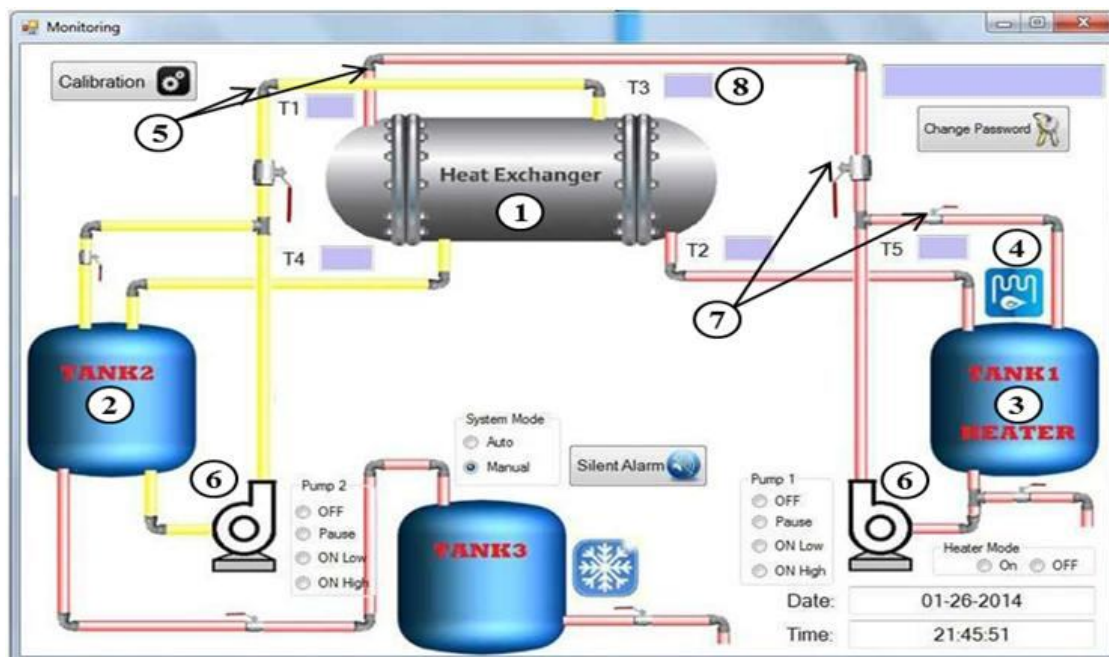 Monitoring
Calibration
T3
8
T1
5
Change Password
Heat Exchanger
1
T4
T2
T5
4
7
TANK2
2
TANK1
3
HEATER
System Mode
Auto
Manual
Silent Alarm
6
Pump 2
OFF
Pause
ON Low
ON High
TANK3
Pump 1
OFF
Pause
ON Low
ON High
6
Heater Mode
On
OFF
Date:
01-26-2014
Time:
21:45:51